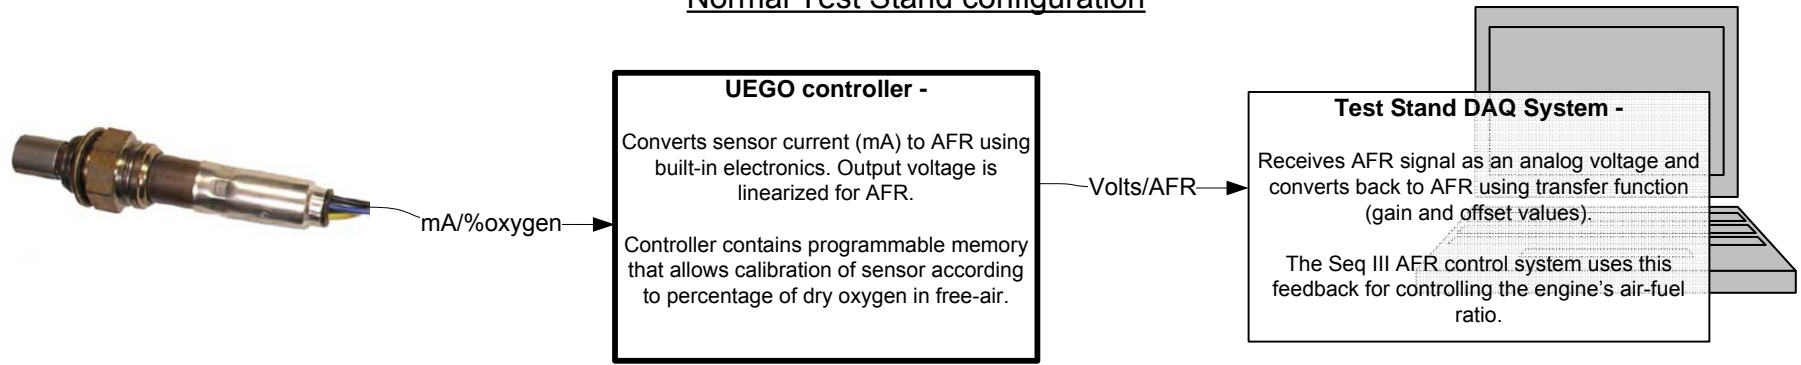 Normal Test Stand configuration
UEGO controller -
Converts sensor current (mA) to AFR using
built-in electronics. Output voltage is
linearized for AFR.
Controller contains programmable memory
that allows calibration of sensor according
to percentage of dry oxygen in free-air.
mA/%oxygen
Volts/AFR
Test Stand DAQ System -
Receives AFR signal as an analog voltage and
converts back to AFR using transfer function
(gain and offset values).
The Seq III AFR control system uses this
feedback for controlling the engine's air-fuel
ratio.